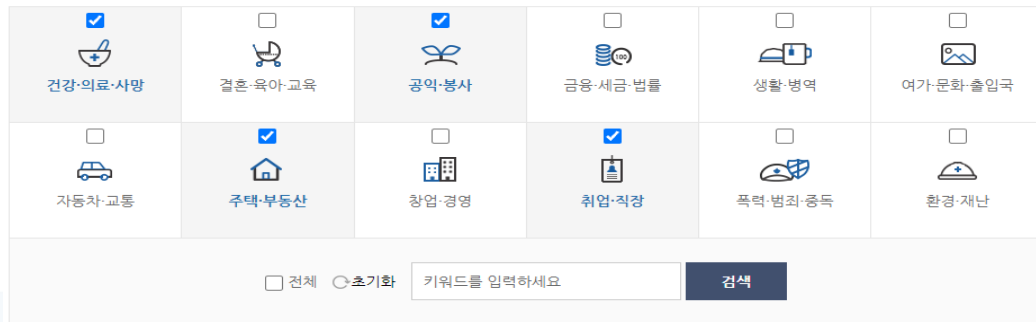 건강·의료·사망 결혼·육아·교육 공익·봉사 금융·세금·법률 생활·병역 여가·문화·출입국
자동차·교통 주택·부동산 창업·경영 취업·직장 폭력·범죄·중독 환경·재난
전체 초기화 키워드를 입력하세요 검색